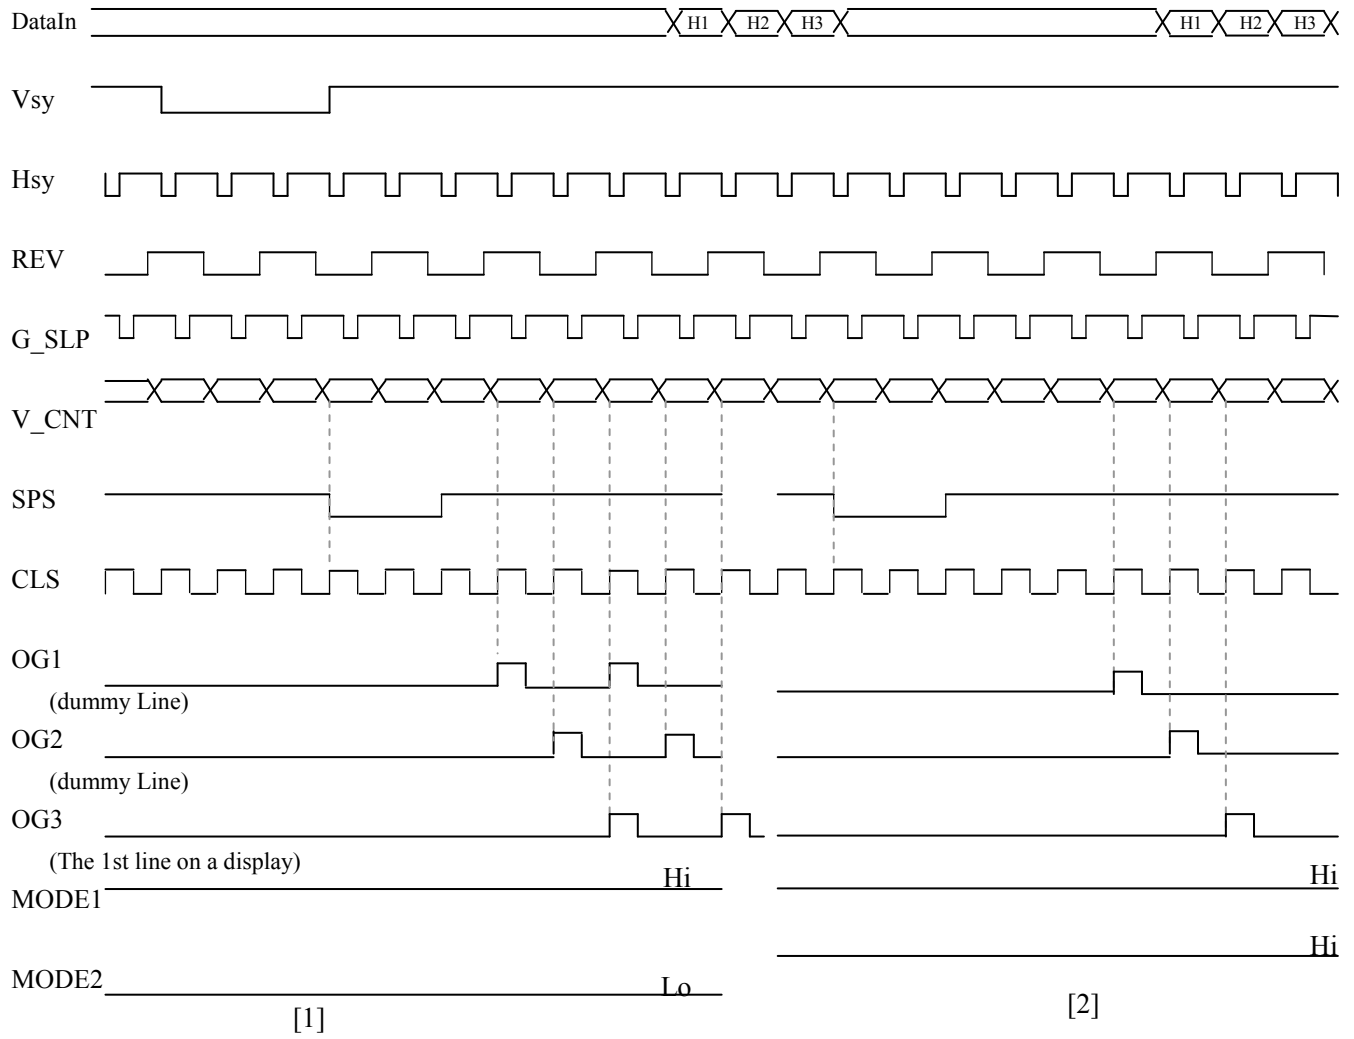 DataIn H1 H2 H3 H1 H2 H3
Vsy
Hsy
REV
G_SLP
V_CNT
SPS
CLS
OG1
(dummy Line)
OG2
(dummy Line)
OG3
(The 1st line on a display)
Hi Hi
MODE1
Hi
MODE2 Lo
[1] [2]